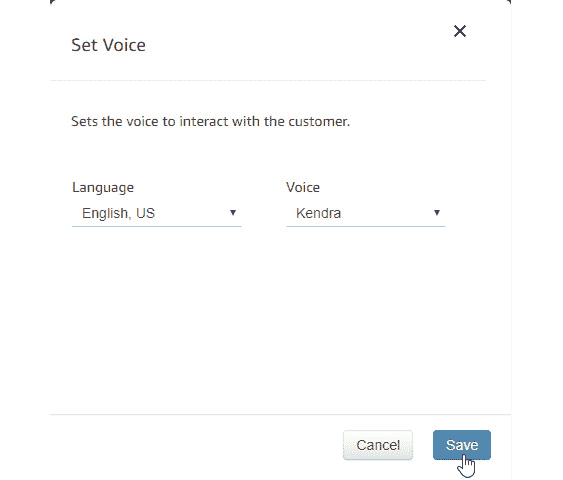 Set Voice
Sets the voice to interact with the customer.
Language
Voice
English, US
Kendra
Cancel
Save